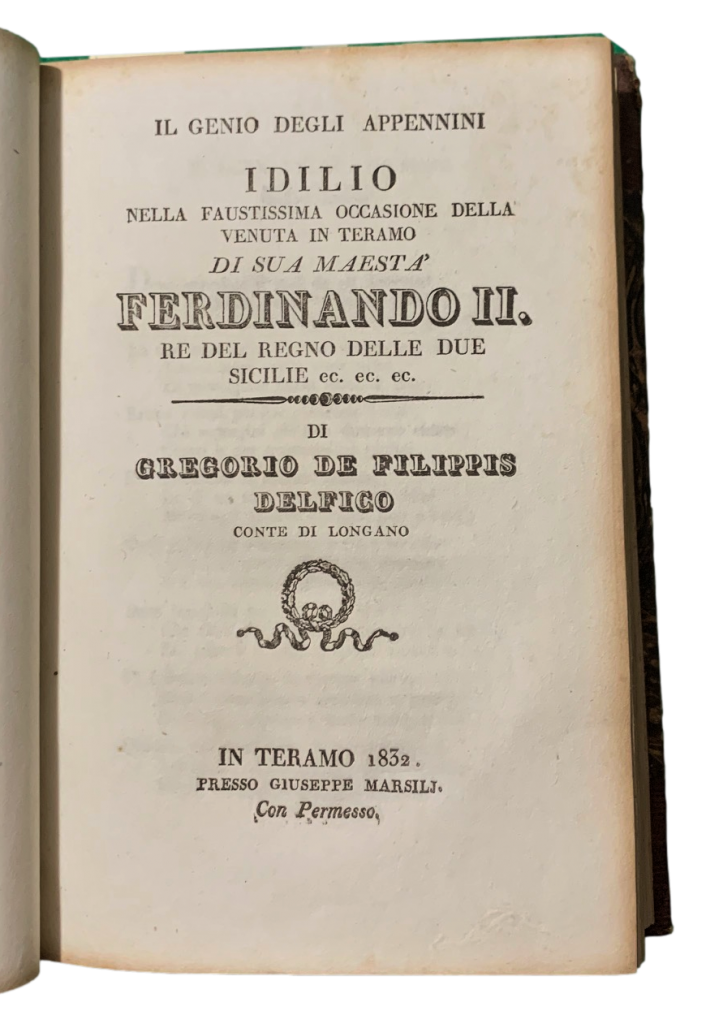 IL GENIO DEGLI APPENNINI
IDILIO
NELLA FAUSTISSIMA OCCASIONE DELLA
VENUTA IN TERAMO
DI SUA MAESTA'
FERDINANDO II.
RE DEL REGNO DELLE DUE
SICILIE ec. ec. ec.
DI
GREGORIO DE FILIPPIS
DELFICO
CONTE DI LONGANO
IN TERAMO 1832.
PRESSO GIUSEPPE MARSILJ.
Con Permesso.